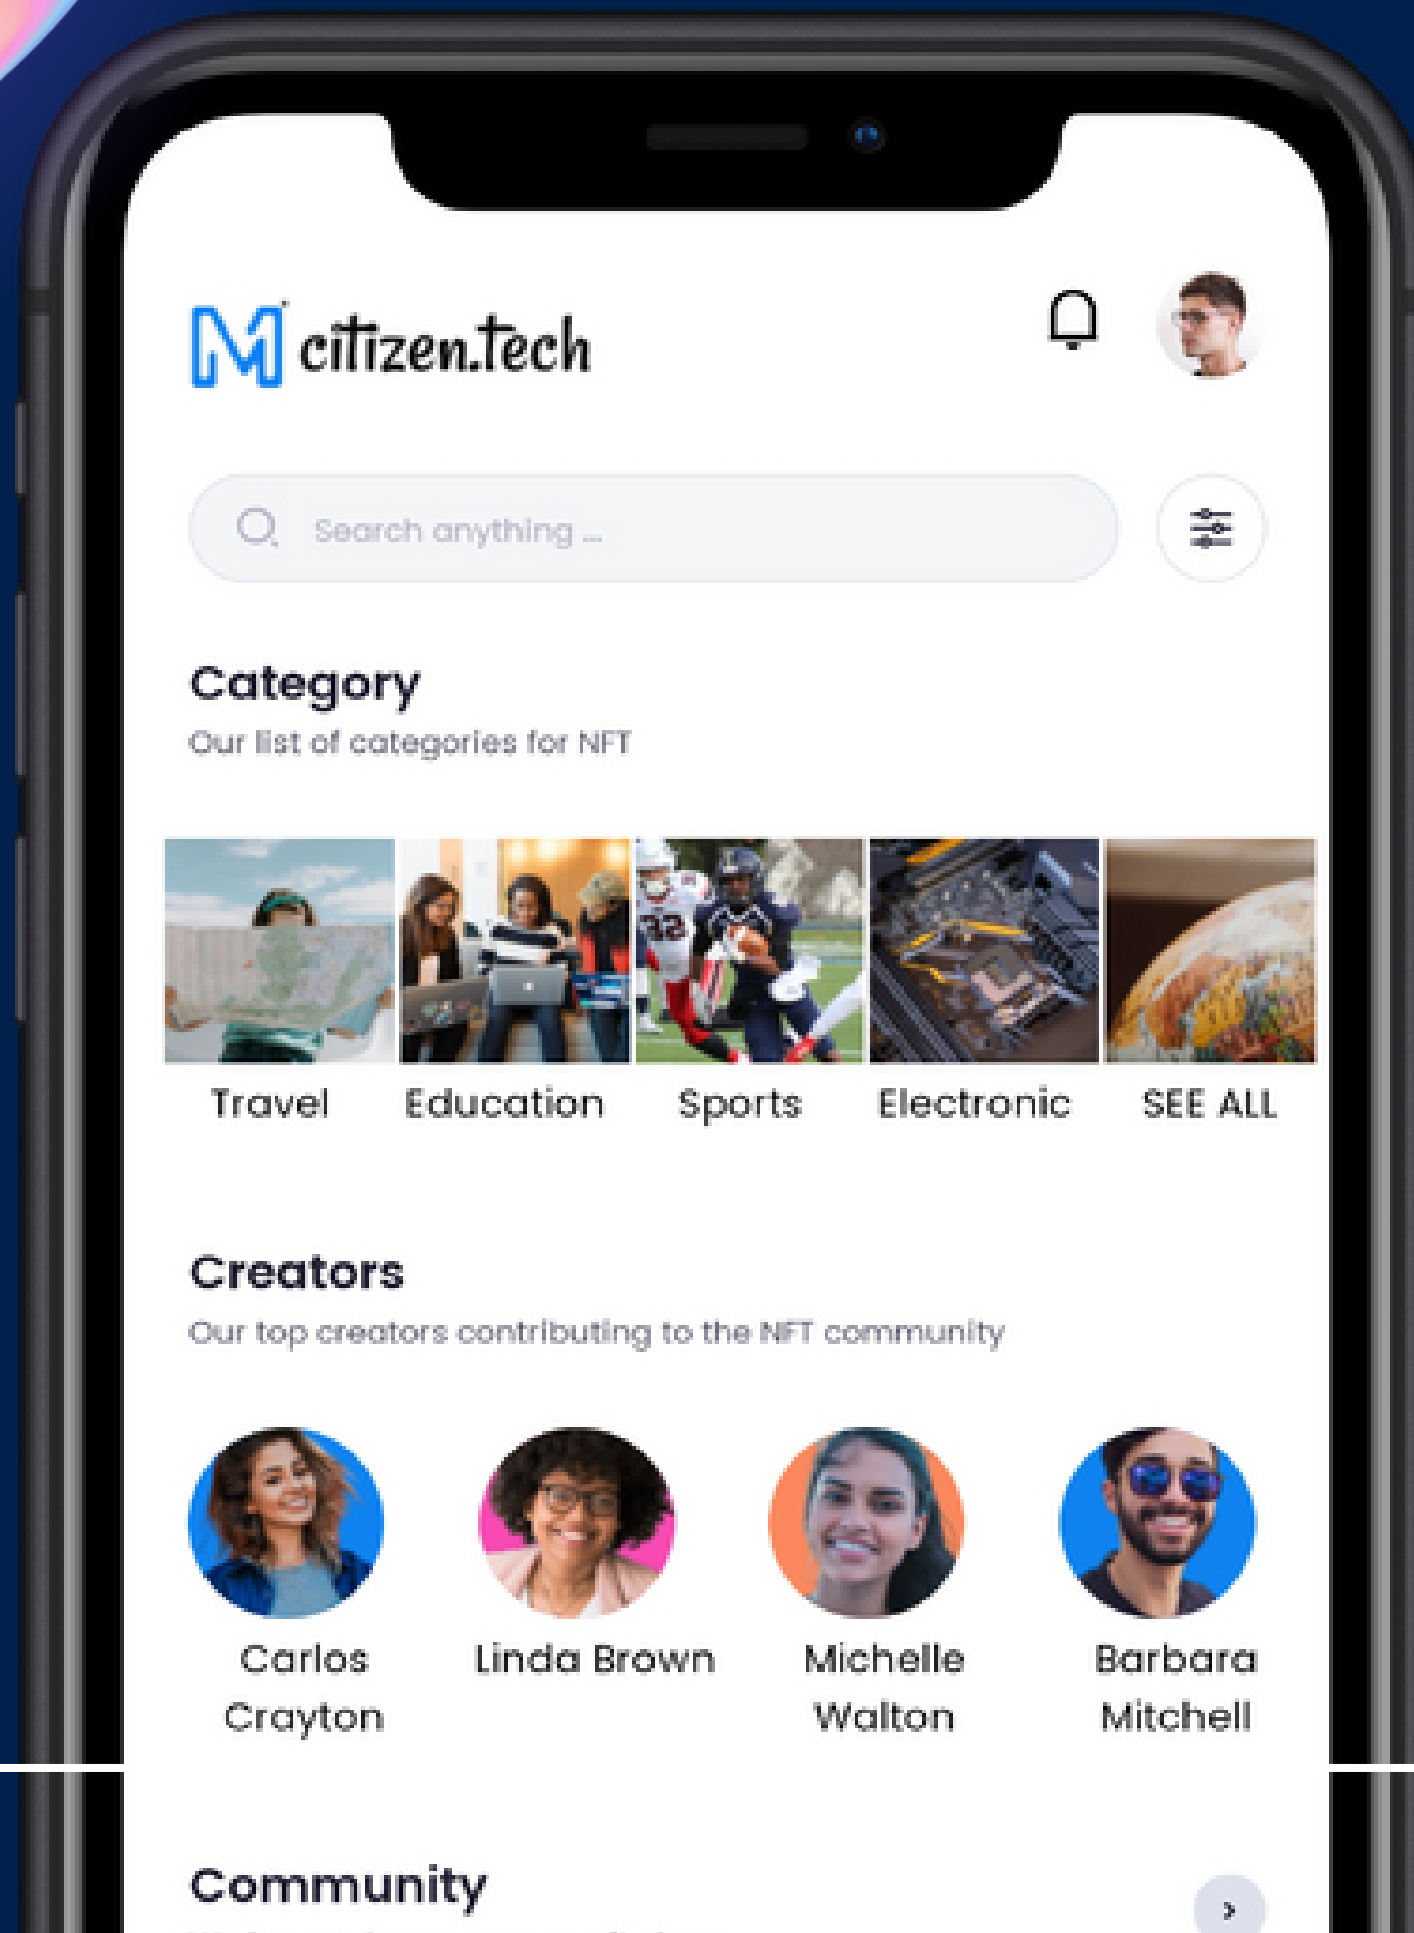 M citizen.tech
Search anything ...
Category
Our list of categories for NFT
32
Travel Education Sports Electronic SEE ALL
Creators
Our top creators contributing to the NFT community
Carlos Linda Brown Michelle Barbara
Crayton Walton Mitchell
Community